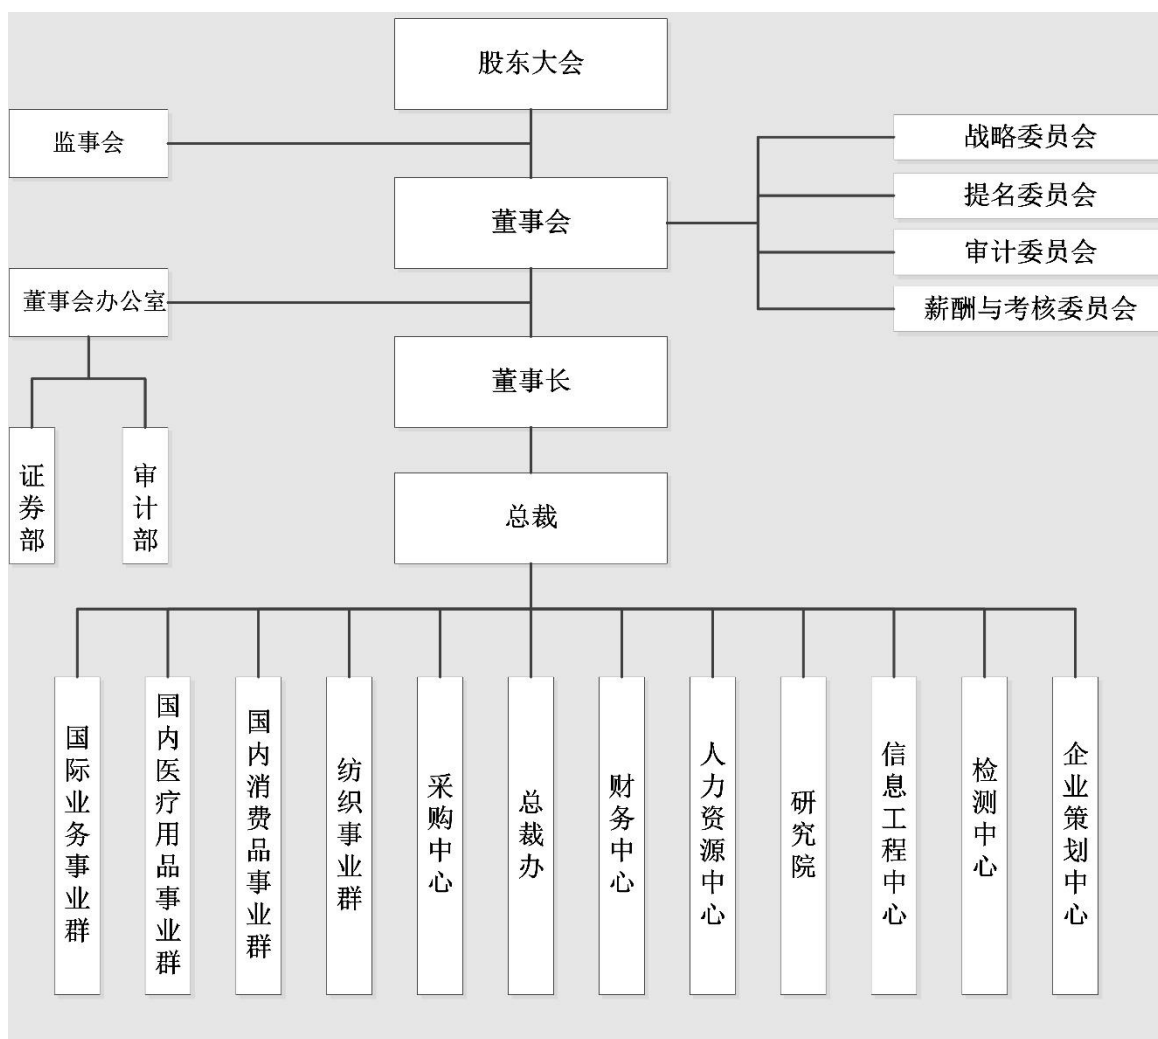 股东大会
监事会
战略委员会
提名委员会
董事会
审计委员会
董事会办公室
薪酬与考核委员会
董事长
证券部
审计部
总裁
国际业务事业群
国内医疗用品事业群
国内消费品事业群
纺织事业群
采购中心
总裁办
财务中心
人力资源中心
研究院
信息工程中心
检测中心
企业策划中心